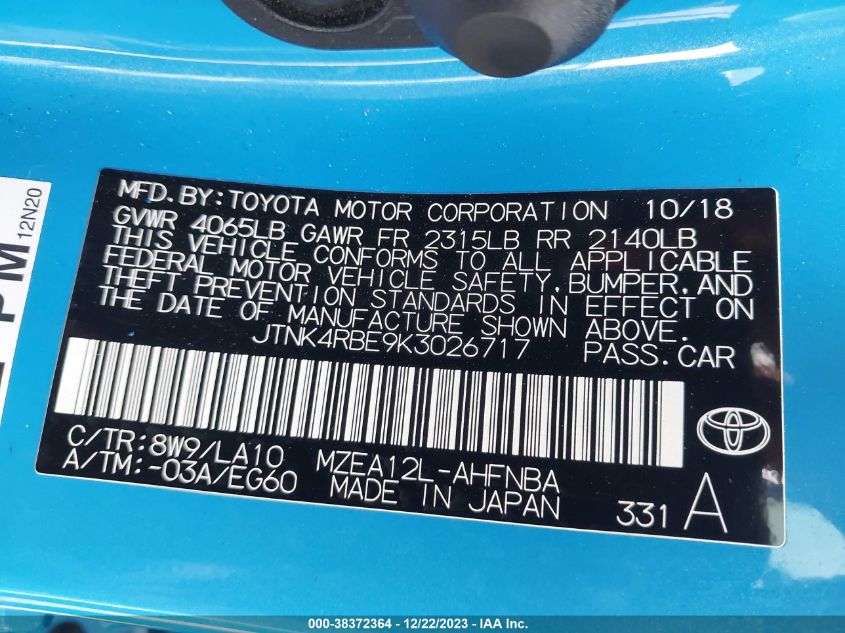 MFD.BY:TOYOTA MOTOR CORPORATION 10/18
GVWR 4065LB GAWR FR 2315LB RR 2140LB
THIS VEHICLE CONFORMS TO ALL APPLICABLE
FEDERAL MOTOR VEHICLE SAFETY,BUMPER,AND
THEFT PREVENTION STANDARDS IN EFFECT ON
THE DATE OF MANUFACTURE SHOWN ABOVE.
JTNK4RBE9K3026717 PASS.CAR
C/TR:8W9/LA10 MZEA12L-AHFNBA
A/TM:-03A/EG60 MADE IN JAPAN 331 A
12N20
PM
000-38372364 - 12/22/2023 - © IAA, Inc.